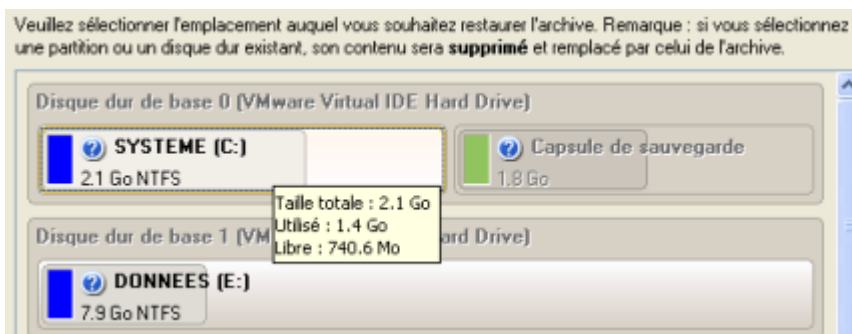 Veuillez sélectionner l'emplacement auquel vous souhaitez restaurer l'archive. Remarque : si vous sélectionnez
une partition ou un disque dur existant, son contenu sera supprimé et remplacé par celui de l'archive.
Disque dur de base 0 (VMware Virtual IDE Hard Drive)
SYSTEME (C:)
2.1 Go NTFS
Capsule de sauvegarde
1.8 Go
Taille totale : 2.1 Go
Utilisé : 1.4 Go
Libre : 740.6 Mo
Disque dur de base 1 (VM ard Drive)
DONNEES (E:)
7.9 Go NTFS